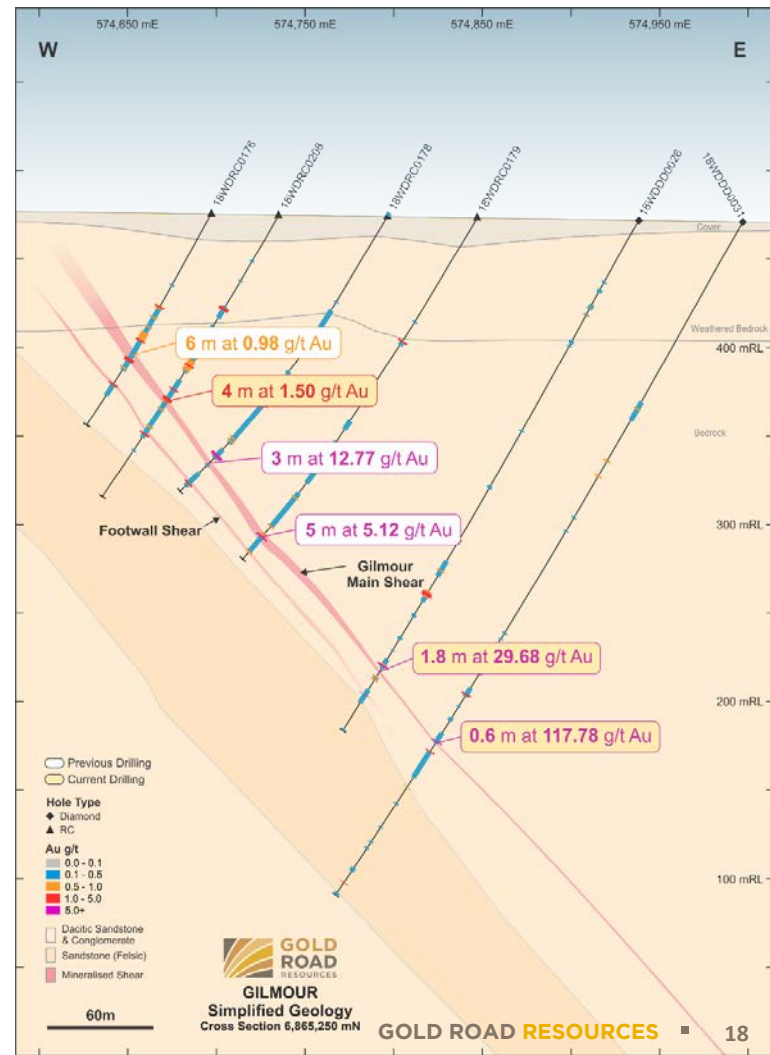 574,650 mE
574,750 mE
574,850 mE
574,950 mE
W
E
18WDRC0176
18WDRC0208
18WDRC0178
18WDRC0179
18WDDD0026
18WDDD0031
Cover
Weathered Bedrock
400 mRL
6 m at 0.98 g/t Au
4 m at 1.50 g/t Au
Bedrock
3 m at 12.77 g/t Au
300 mRL
Footwall Shear
5 m at 5.12 g/t Au
Gilmour
Main Shear
1.8 m at 29.68 g/t Au
200 mRL
0.6 m at 117.78 g/t Au
Previous Drilling
Current Drilling
Hole Type
Diamond
RC
Au g/t
0.0 - 0.1
0.1 - 0.5
0.5 - 1.0
1.0 - 5.0
5.0+
100 mRL
Dacitic Sandstone
& Conglomerate
Sandstone (Felsic)
Mineralised Shear
60m
GOLD
ROAD
RESOURCES
GILMOUR
Simplified Geology
Cross Section 6,865,250 mN
GOLD ROAD RESOURCES ▪ 18